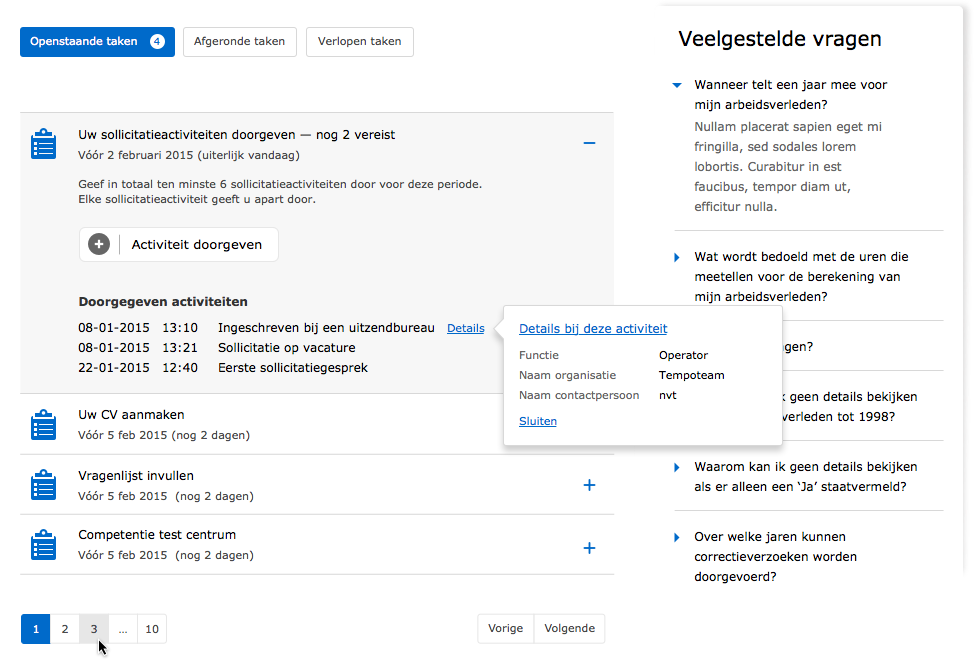 Openstaande taken 4
Afgeronde taken
Verlopen taken
Uw sollicitatieactiviteiten doorgeven — nog 2 vereist
Vóór 2 februari 2015 (uiterlijk vandaag)
Geef in totaal ten minste 6 sollicitatieactiviteiten door voor deze periode.
Elke sollicitatieactiviteit geeft u apart door.
Activiteit doorgeven
Doorgegeven activiteiten
08-01-2015 13:10 Ingeschreven bij een uitzendbureau Details
08-01-2015 13:21 Sollicitatie op vacature
22-01-2015 12:40 Eerste sollicitatiegesprek
Details bij deze activiteit
Functie Operator
Naam organisatie Tempoteam
Naam contactpersoon nvt
Sluiten
Uw CV aanmaken
Vóór 5 feb 2015 (nog 2 dagen)
Vragenlijst invullen
Vóór 5 feb 2015 (nog 2 dagen)
Competentie test centrum
Vóór 5 feb 2015 (nog 2 dagen)
1 2 3 ... 10
Vorige Volgende
Veelgestelde vragen
Wanneer telt een jaar mee voor
mijn arbeidsverleden?
Nullam placerat sapien eget mi
fringilla, sed sodales lorem
lobortis. Curabitur in est
faucibus, tempor diam ut,
efficitur nulla.
Wat wordt bedoeld met de uren die
meetellen voor de berekening van
mijn arbeidsverleden?
ngen?
geen details bekijken
verleden tot 1998?
Waarom kan ik geen details bekijken
als er alleen een ‘Ja’ staatvermeld?
Over welke jaren kunnen
correctieverzoeken worden
doorgevoerd?